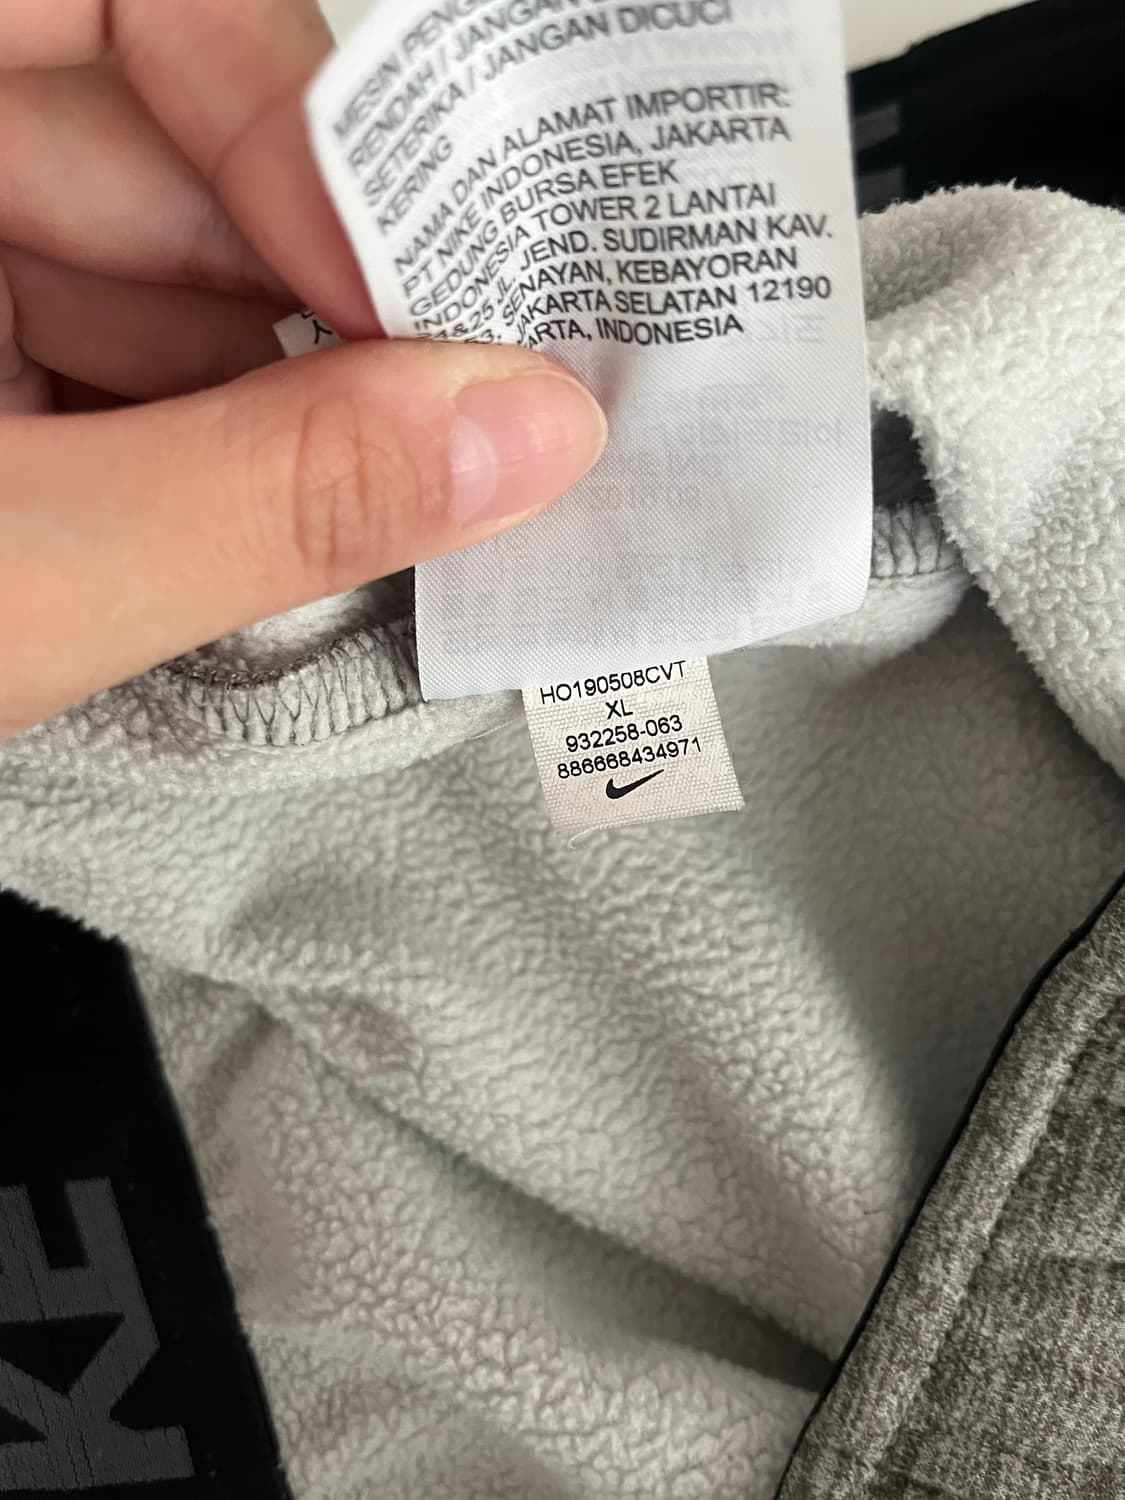 MESIN PENG
RENDAH / JANGAN
SETERIKA / JANGAN DICUCI
KERING
NAMA DAN ALAMAT IMPORTIR:
PT NIKE INDONESIA, JAKARTA
GEDUNG BURSA EFEK
INDONESIA TOWER 2 LANTAI
&25 JL. JEND. SUDIRMAN KAV.
SENAYAN, KEBAYORAN
JAKARTA SELATAN 12190
ARTA, INDONESIA
HO190508CVT
XL
932258-063
886668434971
KE